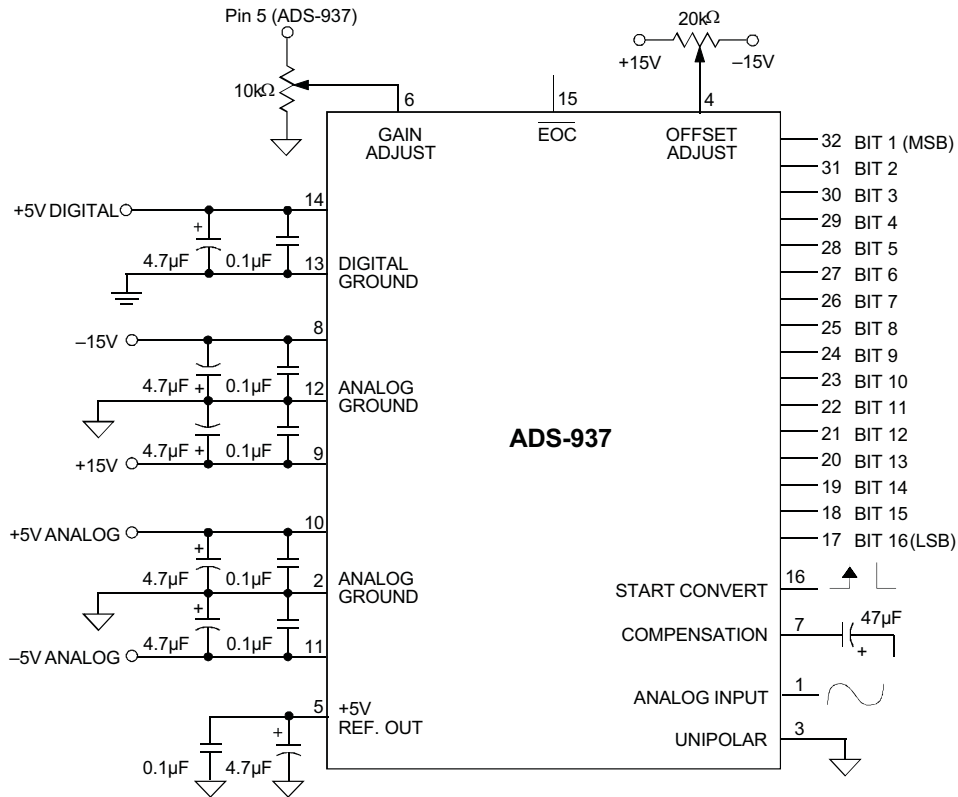 Pin 5 (ADS-937)
20kΩ
+15V
–15V
10kΩ
6
15
4
GAIN
ADJUST
EOC
OFFSET
ADJUST
32 BIT 1 (MSB)
31 BIT 2
30 BIT 3
29 BIT 4
28 BIT 5
27 BIT 6
26 BIT 7
25 BIT 8
24 BIT 9
23 BIT 10
22 BIT 11
21 BIT 12
20 BIT 13
19 BIT 14
18 BIT 15
17 BIT 16 (LSB)
+5V DIGITAL
14
+
4.7µF
0.1µF
13
DIGITAL
GROUND
–15V
8
4.7µF +
0.1µF
12
ANALOG
GROUND
4.7µF +
0.1µF
+15V
9
ADS-937
+5V ANALOG
10
+
4.7µF
0.1µF
2
ANALOG
GROUND
+
4.7µF
0.1µF
–5V ANALOG
11
5
+5V
REF. OUT
+
0.1µF
4.7µF
START CONVERT
16
COMPENSATION
7
47µF
+
ANALOG INPUT
1
UNIPOLAR
3